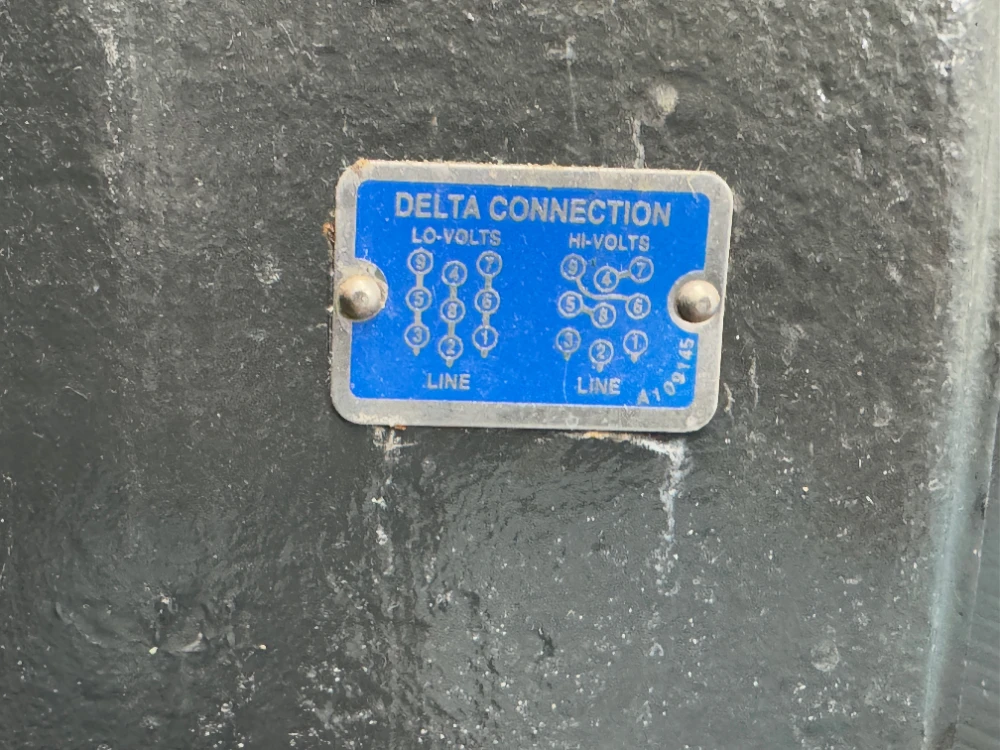 DELTA CONNECTION
LO-VOLTS HI-VOLTS
9 4 7 9 4 7
5 8 6 5 8 6
3 2 1 3 2 1
LINE LINE
A109145